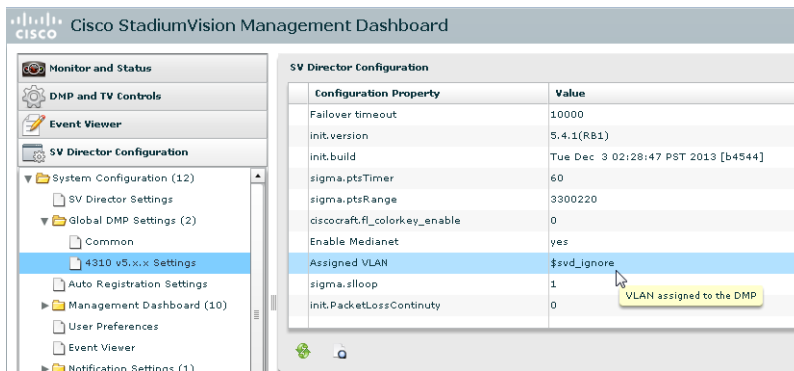 CISCO
Cisco StadiumVision Management Dashboard
Monitor and Status
DMP and TV Controls
Event Viewer
SV Director Configuration
System Configuration (12)
SV Director Settings
Global DMP Settings (2)
Common
4310 v5.x.x Settings
Auto Registration Settings
Management Dashboard (10)
User Preferences
Event Viewer
Notification Settings (1)
SV Director Configuration
Configuration Property Value
Failover timeout 10000
init.version 5.4.1(RB1)
init.build Tue Dec 3 02:28:47 PST 2013 [b4544]
sigma.ptsTimer 60
sigma.ptsRange 3300220
ciscocraft.fl_colorkey_enable 0
Enable Medianet yes
Assigned VLAN $svd_ignore
sigma.slloop 1
VLAN assigned to the DMP
init.PacketLossContinuty 0